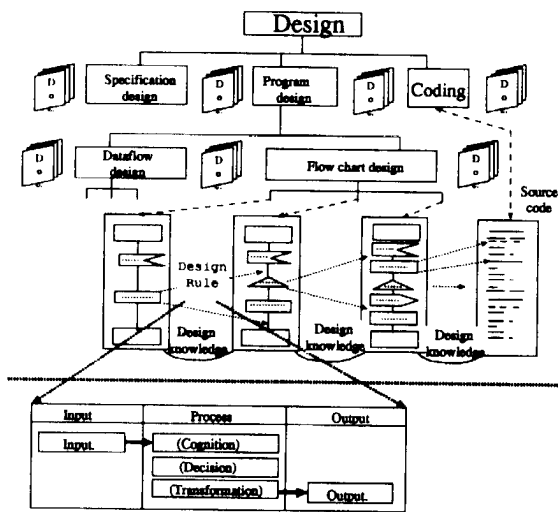 Design
D
o
Specification
design
D
o
Program
design
D
o
Coding
D
o
D
o
Dataflow
design
D
o
Flow chart design
D
o
Source
code
Design
Rule
Design
knowledge
Design
knowledge
Design
knowledge
Input
Process
Output
Input.
(Cognition)
(Decision)
(Transformation)
Output.